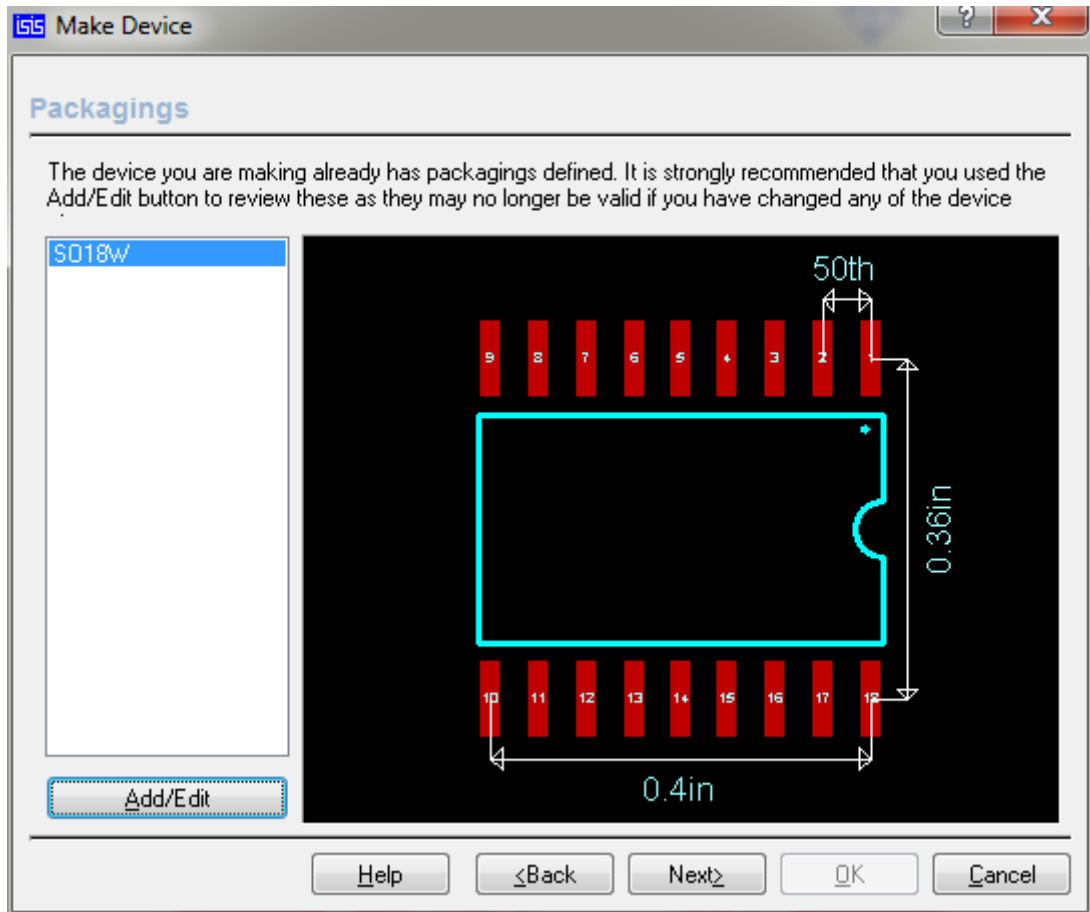 isis Make Device
?
X
Packagings
The device you are making already has packagings defined. It is strongly recommended that you used the
Add/Edit button to review these as they may no longer be valid if you have changed any of the device
SO18W
50th
9 8 7 6 5 4 3 2 1
0.36in
10 11 12 13 14 15 16 17 18
0.4in
Add/Edit
Help
<Back
Next>
OK
Cancel